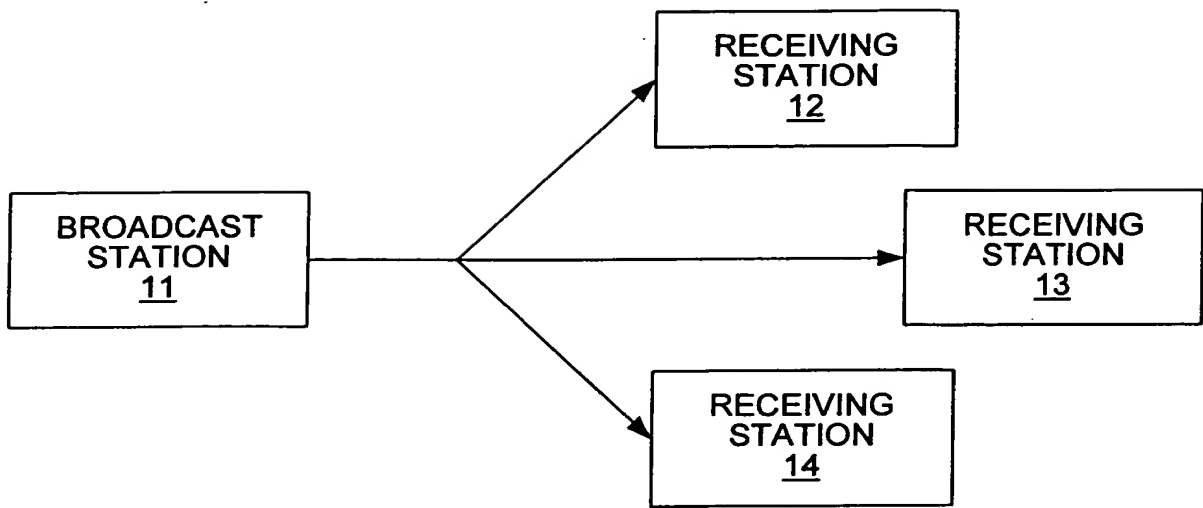 RECEIVING
STATION
12
BROADCAST
STATION
11
RECEIVING
STATION
13
RECEIVING
STATION
14